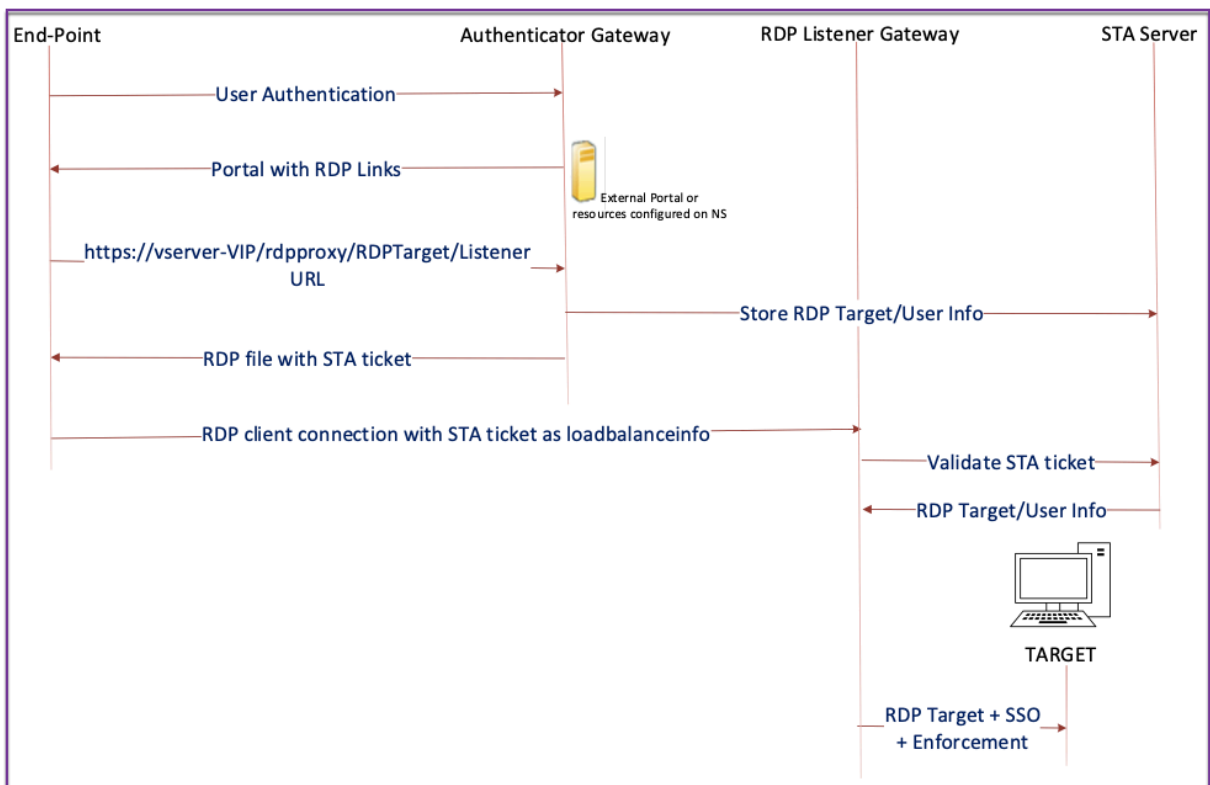 End-Point
Authenticator Gateway
RDP Listener Gateway
STA Server
User Authentication
Portal with RDP Links
External Portal or
resources configured on NS
https://vserver-VIP/rdpproxy/RDPTarget/Listener
URL
Store RDP Target/User Info
RDP file with STA ticket
RDP client connection with STA ticket as loadbalanceinfo
Validate STA ticket
RDP Target/User Info
TARGET
RDP Target + SSO
+ Enforcement